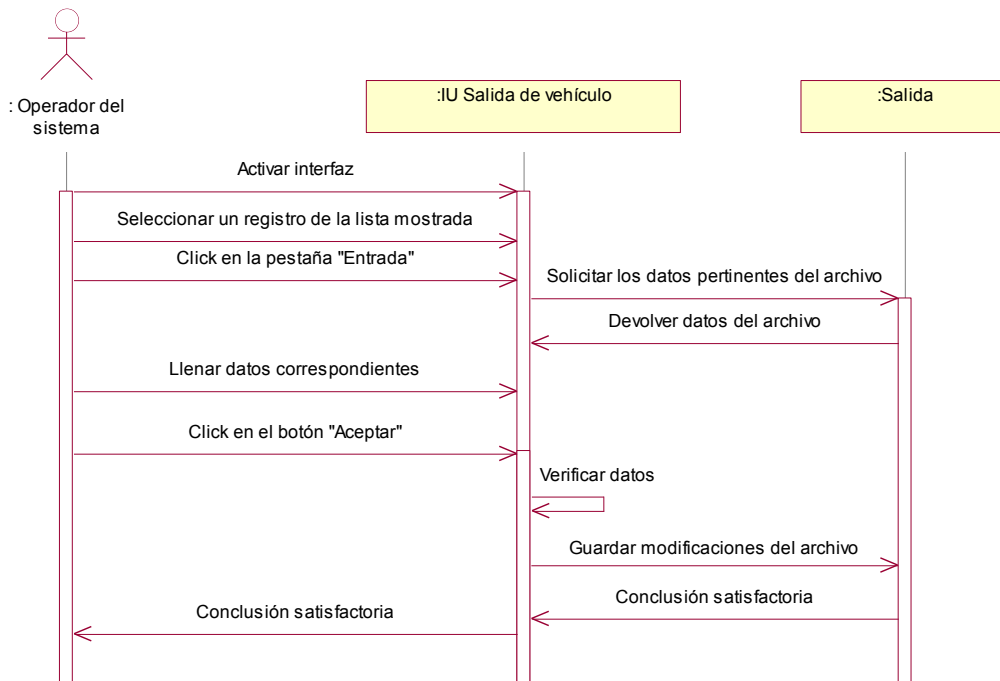 : Operador del
sistema
:IU Salida de vehículo
:Salida
Activar interfaz
Seleccionar un registro de la lista mostrada
Click en la pestaña "Entrada"
Solicitar los datos pertinentes del archivo
Devolver datos del archivo
Llenar datos correspondientes
Click en el botón "Aceptar"
Verificar datos
Guardar modificaciones del archivo
Conclusión satisfactoria
Conclusión satisfactoria